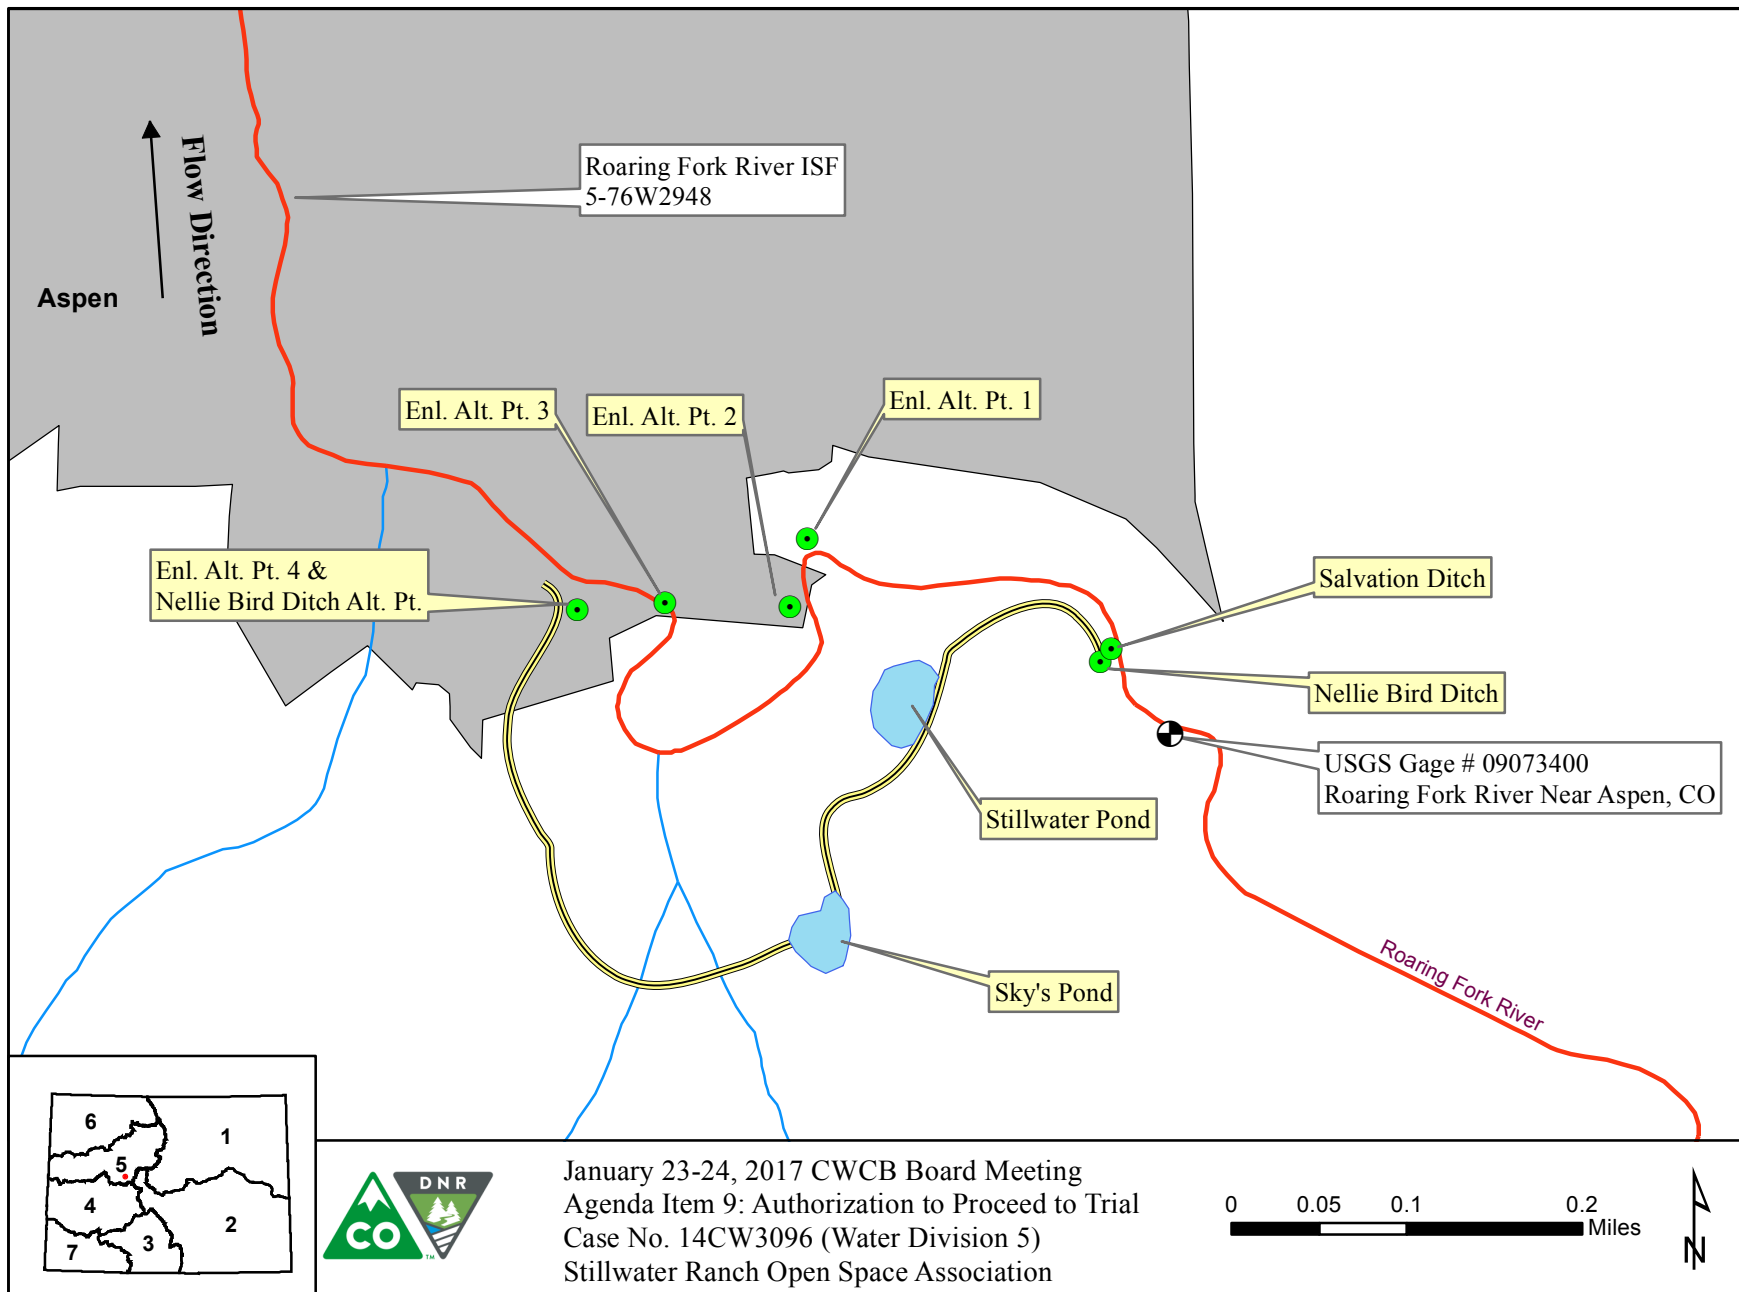 Flow Direction
Roaring Fork River ISF
5-76W2948
Aspen
Enl. Alt. Pt. 3
Enl. Alt. Pt. 2
Enl. Alt. Pt. 1
Enl. Alt. Pt. 4 &
Nellie Bird Ditch Alt. Pt.
Salvation Ditch
Nellie Bird Ditch
USGS Gage # 09073400
Roaring Fork River Near Aspen, CO
Stillwater Pond
Sky's Pond
Roaring Fork River
6
1
5
4
2
3
7
CO
DNR
TM
January 23-24, 2017 CWCB Board Meeting
Agenda Item 9: Authorization to Proceed to Trial
Case No. 14CW3096 (Water Division 5)
Stillwater Ranch Open Space Association
0 0.05 0.1 0.2
Miles
N